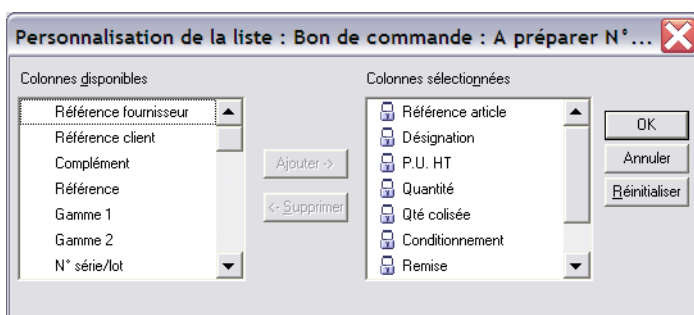 Personnalisation de la liste : Bon de commande : A préparer N°...
Colonnes disponibles
Colonnes sélectionnées
Référence fournisseur
Référence client
Complément
Référence
Gamme 1
Gamme 2
N° série/lot
Ajouter ->
<- Supprimer
Référence article
Désignation
P.U. HT
Quantité
Qté colisée
Conditionnement
Remise
OK
Annuler
Réinitialiser